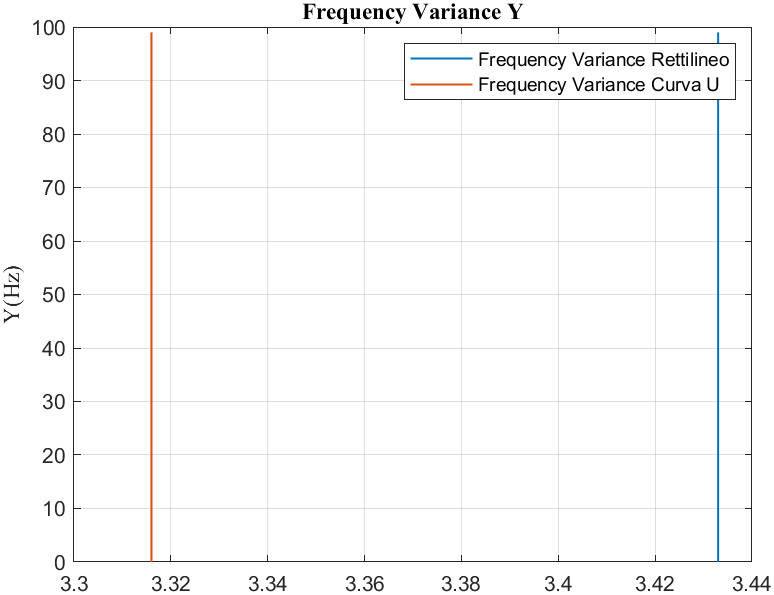 Frequency Variance Y
Frequency Variance Rettilineo
Frequency Variance Curva U
Y(Hz)
100
90
80
70
60
50
40
30
20
10
0
3.3 3.32 3.34 3.36 3.38 3.4 3.42 3.44